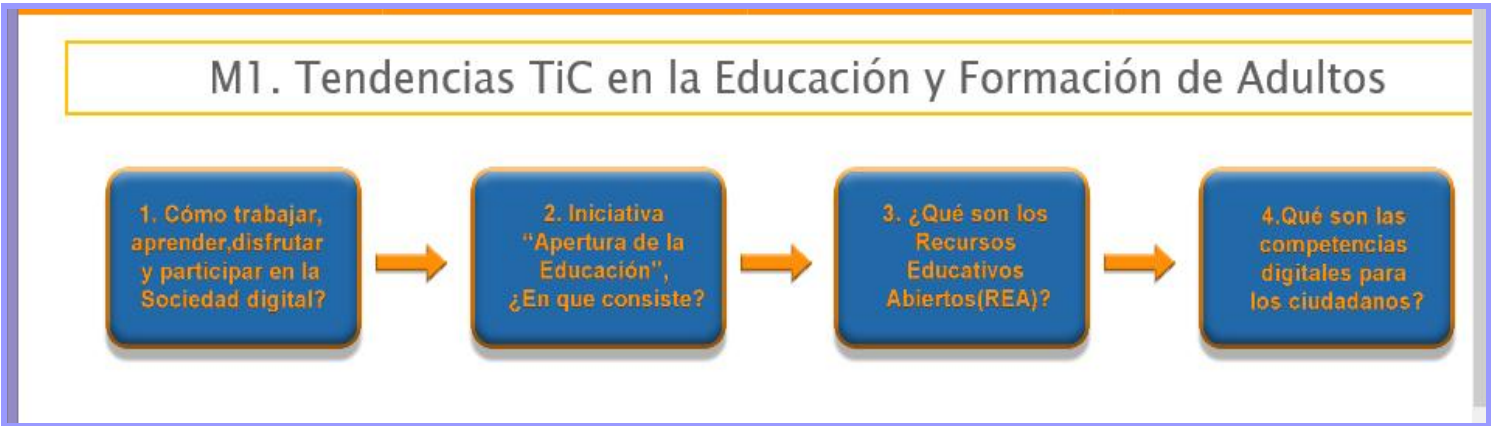 M1. Tendencias TiC en la Educación y Formación de Adultos
1. Cómo trabajar,
aprender,disfrutar
y participar en la
Sociedad digital?
2. Iniciativa
“Apertura de la
Educación”,
¿En que consiste?
3. ¿Qué son los
Recursos
Educativos
Abiertos(REA)?
4.Qué son las
competencias
digitales para
los ciudadanos?